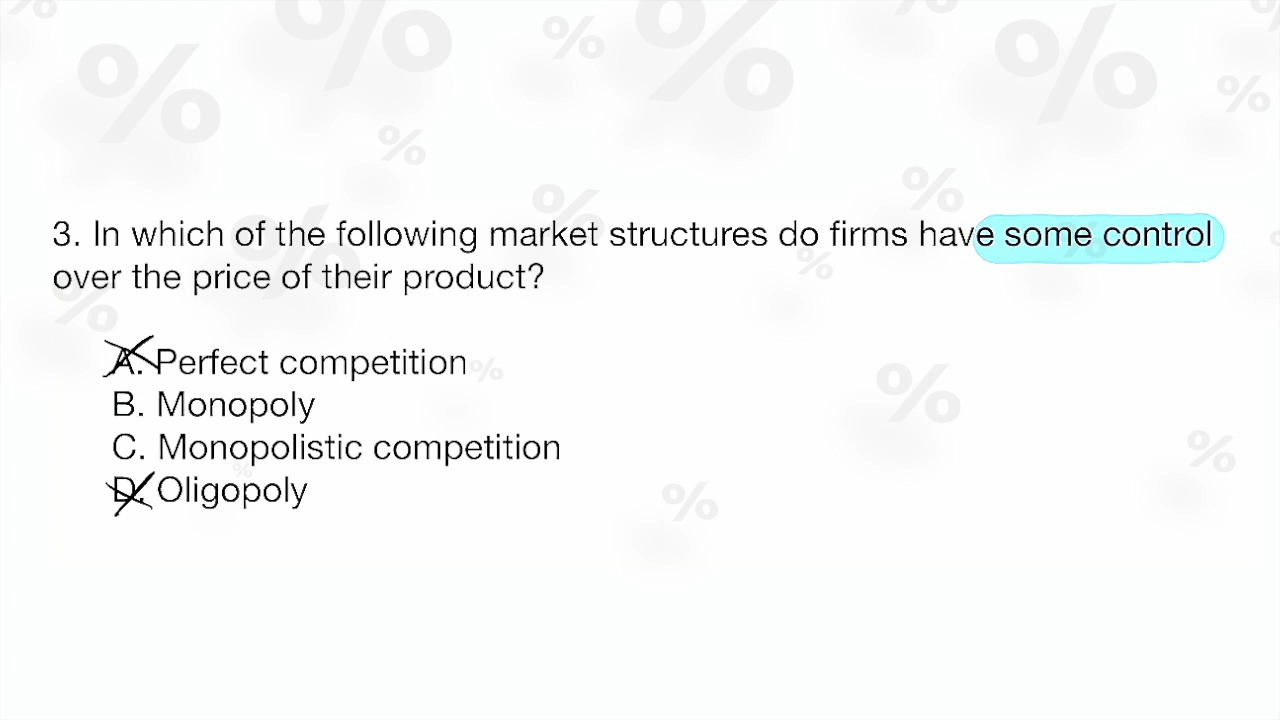 3. In which of the following market structures do firms have some control
over the price of their product?
A. Perfect competition
B. Monopoly
C. Monopolistic competition
D. Oligopoly